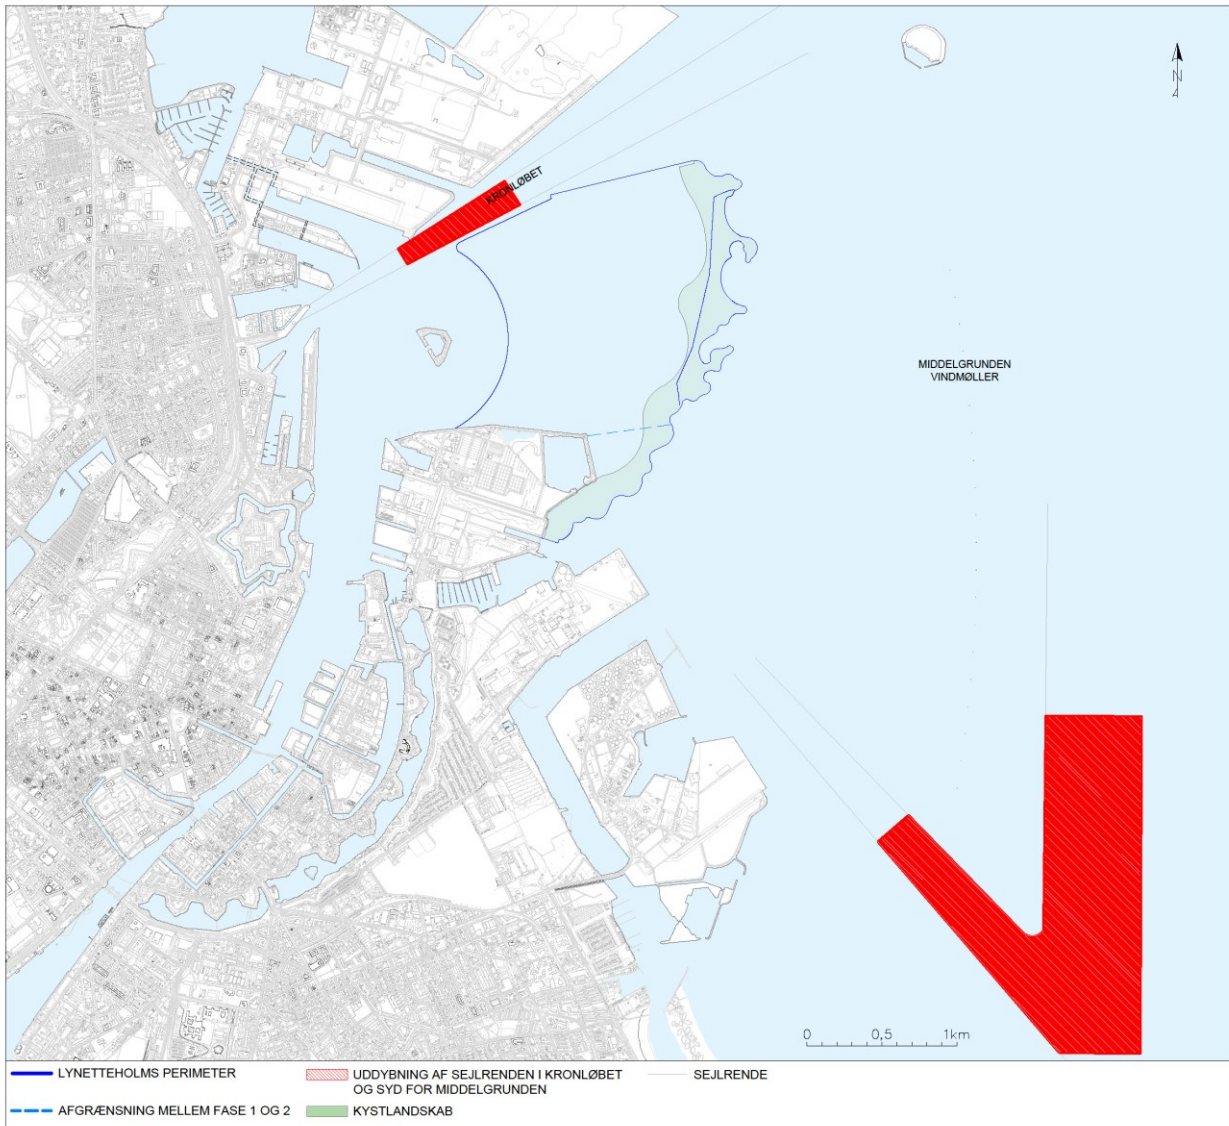 N
KRONLØBET
MIDDELGRUNDEN
VINDMØLLER
0 0,5 1km
LYNETTEHOLMS PERIMETER
UDDYBNING AF SEJLRENDEN I KRONLØBET
OG SYD FOR MIDDELGRUNDEN
SEJLRENDE
AFGRÆNSNING MELLEM FASE 1 OG 2
KYSTLANDSKAB